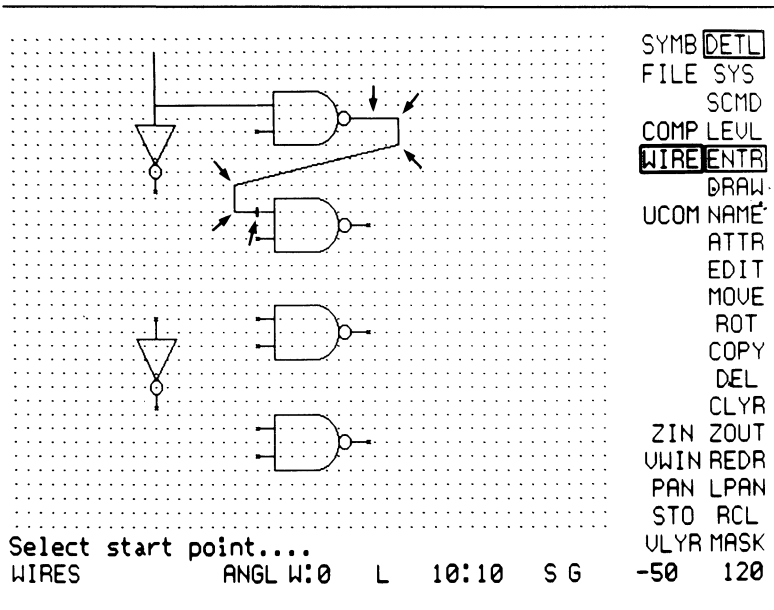 SYMB DETL
FILE SYS
SCMD
COMP LEVL
WIRE ENTR
DRAW
UCOM NAME
ATTR
EDIT
MOVE
ROT
COPY
DEL
CLYR
ZIN ZOUT
VWIN REDR
PAN LPAN
STO RCL
Select start point....
VLYR MASK
WIRES ANGL W:0 L 10:10 S G -50 120